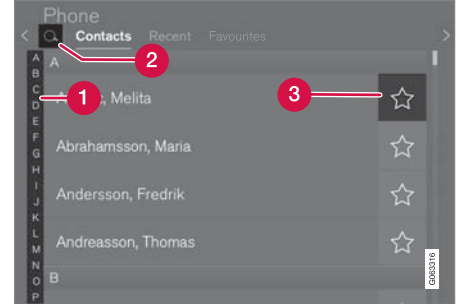 Phone
Contacts Recent Favourites
2
A
A
B
C
D
E
F
G
H
I
J
K
L
M
N
O
P
1
Melita
3
Abrahamsson, Maria
Andersson, Fredrik
Andreasson, Thomas
B
G063316